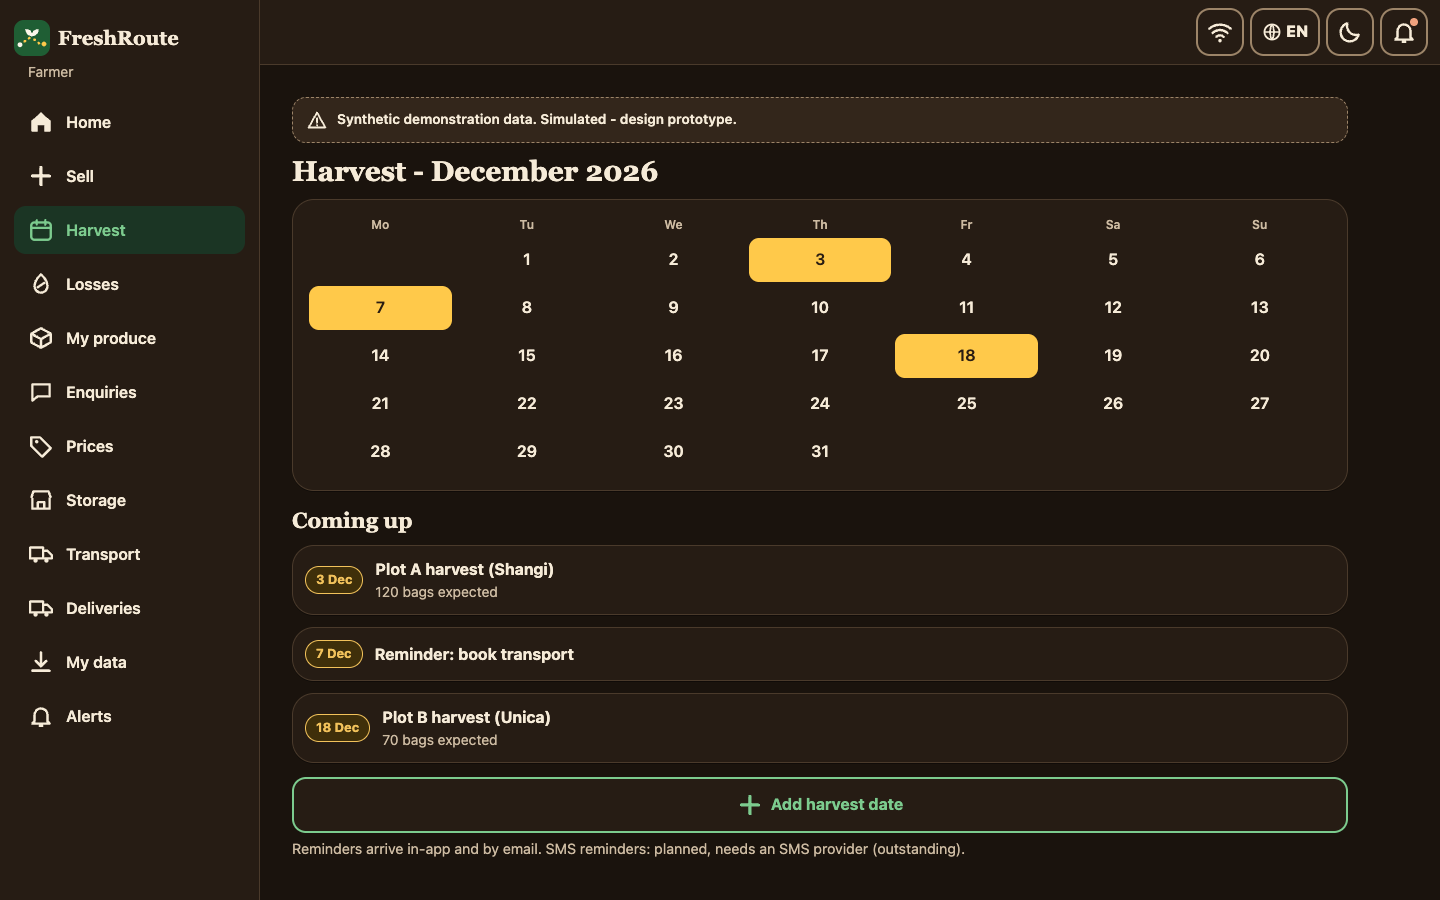 FreshRoute
Farmer
Home
Sell
Harvest
Losses
My produce
Enquiries
Prices
Storage
Transport
Deliveries
My data
Alerts
EN
Synthetic demonstration data. Simulated - design prototype.
Harvest - December 2026
Mo Tu We Th Fr Sa Su
1 2 3 4 5 6
7 8 9 10 11 12 13
14 15 16 17 18 19 20
21 22 23 24 25 26 27
28 29 30 31
Coming up
3 Dec
Plot A harvest (Shangi)
120 bags expected
7 Dec
Reminder: book transport
18 Dec
Plot B harvest (Unica)
70 bags expected
Add harvest date
Reminders arrive in-app and by email. SMS reminders: planned, needs an SMS provider (outstanding).